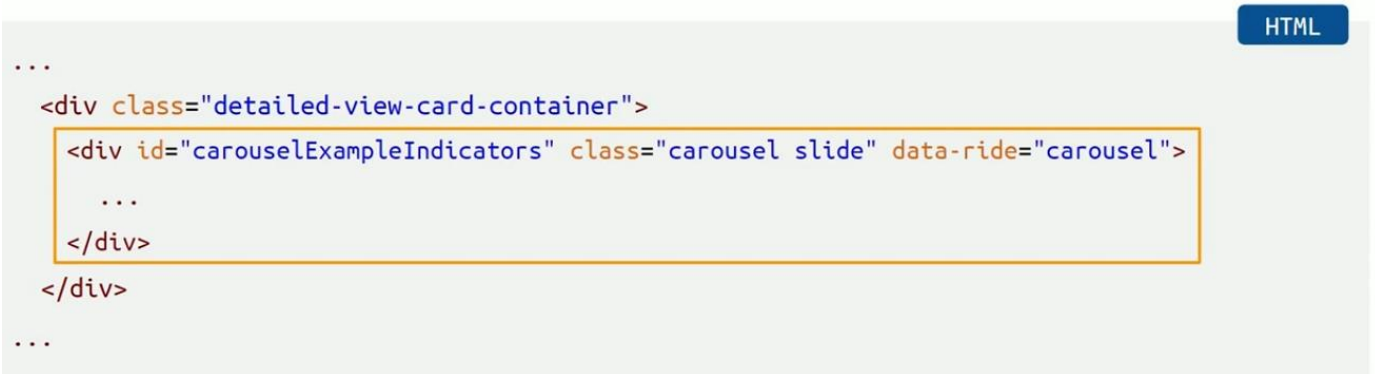 HTML
...
<div class="detailed-view-card-container">
<div id="carouselExampleIndicators" class="carousel slide" data-ride="carousel">
...
</div>
</div>
...